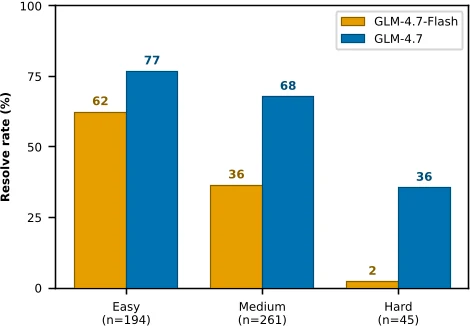 100
75
50
25
0
Resolve rate (%)
GLM-4.7-Flash
GLM-4.7
62
77
36
68
2
36
Easy
(n=194)
Medium
(n=261)
Hard
(n=45)